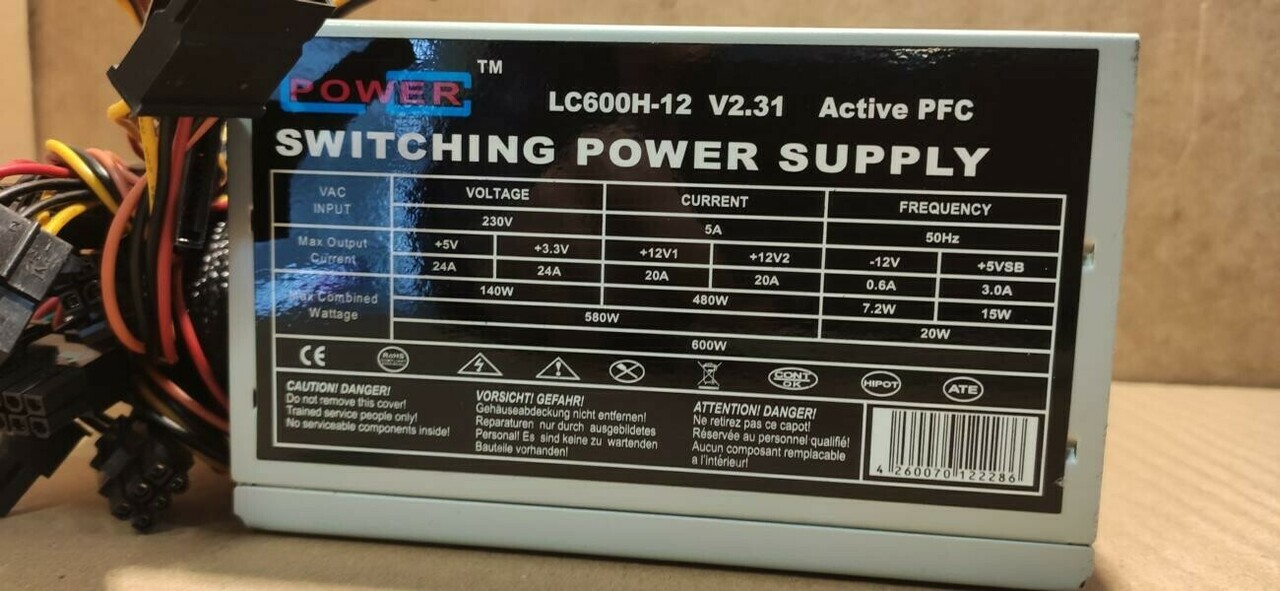 POWER TM
LC600H-12 V2.31 Active PFC
SWITCHING POWER SUPPLY
VAC INPUT VOLTAGE CURRENT FREQUENCY
230V 5A 50Hz
Max Output Current +5V +3.3V +12V1 +12V2 -12V +5VSB
24A 24A 20A 20A 0.6A 3.0A
Max Combined Wattage 140W 480W 7.2W 15W
580W 20W
600W
CE RoHS CONT OK HIPOT ATE
CAUTION! DANGER!
Do not remove this cover!
Trained service people only!
No serviceable components inside!
VORSICHT! GEFAHR!
Gehäuseabdeckung nicht entfernen!
Reparaturen nur durch ausgebildetes
Personal! Es sind keine zu wartenden
Bauteile vorhanden!
ATTENTION! DANGER!
Ne retirez pas ce capot!
Réservée au personnel qualifié!
Aucun composant remplacable
a l'intérieur!
4 260070 122286